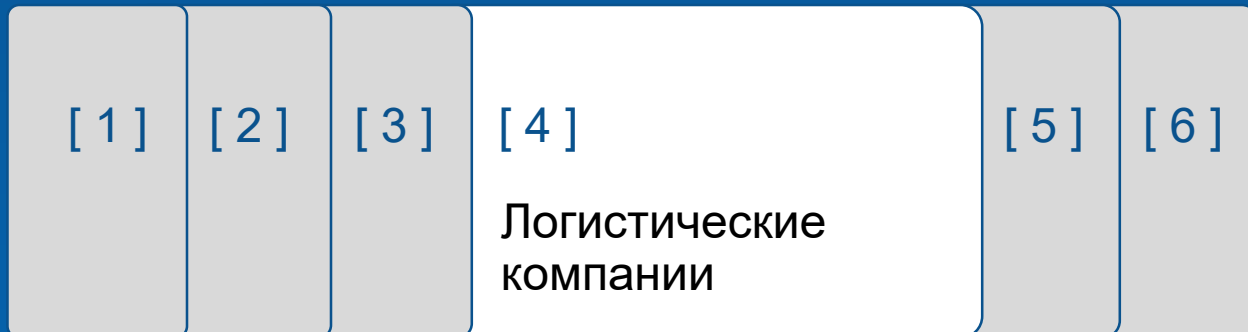 [ 1 ] [ 2 ] [ 3 ] [ 4 ] [ 5 ] [ 6 ]
Логистические
компании